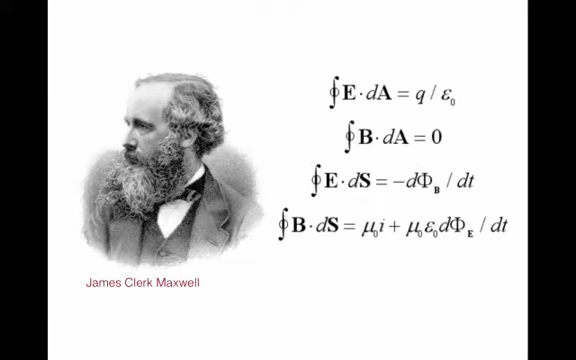 ∮E·dA = q / ε₀
∮B·dA = 0
∮E·dS = −dΦ_B / dt
∮B·dS = μ₀i + μ₀ε₀dΦ_E / dt
James Clerk Maxwell